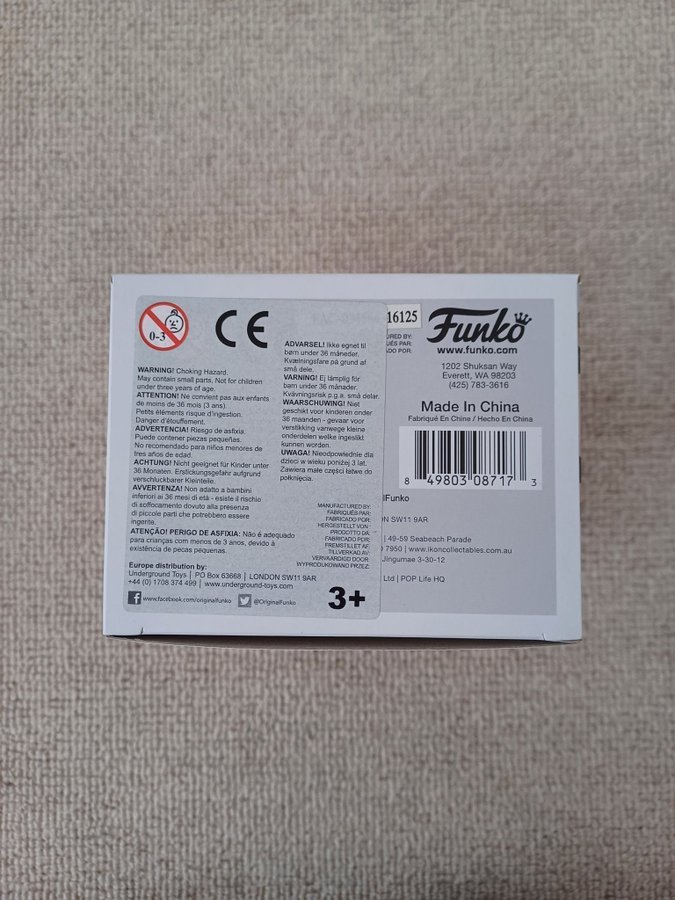 0-3
CE
WARNING! Choking Hazard.
May contain small parts. Not for children
under three years of age.
ATTENTION! Ne convient pas aux enfants
de moins de 36 mois (3 ans).
Petits éléments risque d'ingestion.
Danger d'étouffement.
ADVERTENCIA! Riesgo de asfixia.
Puede contener piezas pequeñas.
No recomendado para niños menores de
tres años de edad.
ACHTUNG! Nicht geeignet für Kinder unter
36 Monaten. Erstickungsgefahr aufgrund
verschluckbarer Kleinteile.
AVVERTENZA! Non adatto a bambini
inferiori ai 36 mesi di età - esiste il rischio
di soffocamento dovuto alla presenza
di piccole parti che potrebbero essere
ingerite.
ATENÇÃO! PERIGO DE ASFIXIA: Não é adequado
para crianças com menos de 3 anos, devido à
existência de peças pequenas.
Europe distribution by:
Underground Toys | PO Box 63668 | LONDON SW11 9AR
+44 (0) 1708 374 499 | www.underground-toys.com
www.facebook.com/originalfunko @OriginalFunko
ADVARSEL! Ikke egnet til
børn under 36 måneder.
Kvælningsfare på grund af
små dele.
VARNING! Ej lämplig för
barn under 36 månader.
Kvävningsrisk p.g.a. små delar.
WAARSCHUWING! Niet
geschikt voor kinderen onder
36 maanden - gevaar voor
verstikking vanwege kleine
onderdelen welke ingeslikt
kunnen worden.
UWAGA! Nieodpowiednie dla
dzieci w wieku poniżej 3 lat.
Zawiera małe części łatwe do
połknięcia.
MANUFACTURED BY:
FABRIQUÉS PAR:
FABRICADO POR:
HERGESTELLT VON:
PRODOTTO DA:
FABRICADO POR:
FREMSTILLET AF:
TILLVERKAD AV:
VERVAARDIGD DOOR:
WYPRODUKOWANO PRZEZ:
3+
16125
URED BY:
UÉS PAR:
ADO POR:
Funko
www.funko.com
1202 Shuksan Way
Everett, WA 98203
(425) 783-3616
Made In China
Fabriqué En Chine / Hecho En China
8 49803 08717 3
alFunko
ON SW11 9AR
| 49-59 Seabeach Parade
7950 | www.ikoncollectables.com.au
Jingumae 3-30-12
Ltd | POP Life HQ